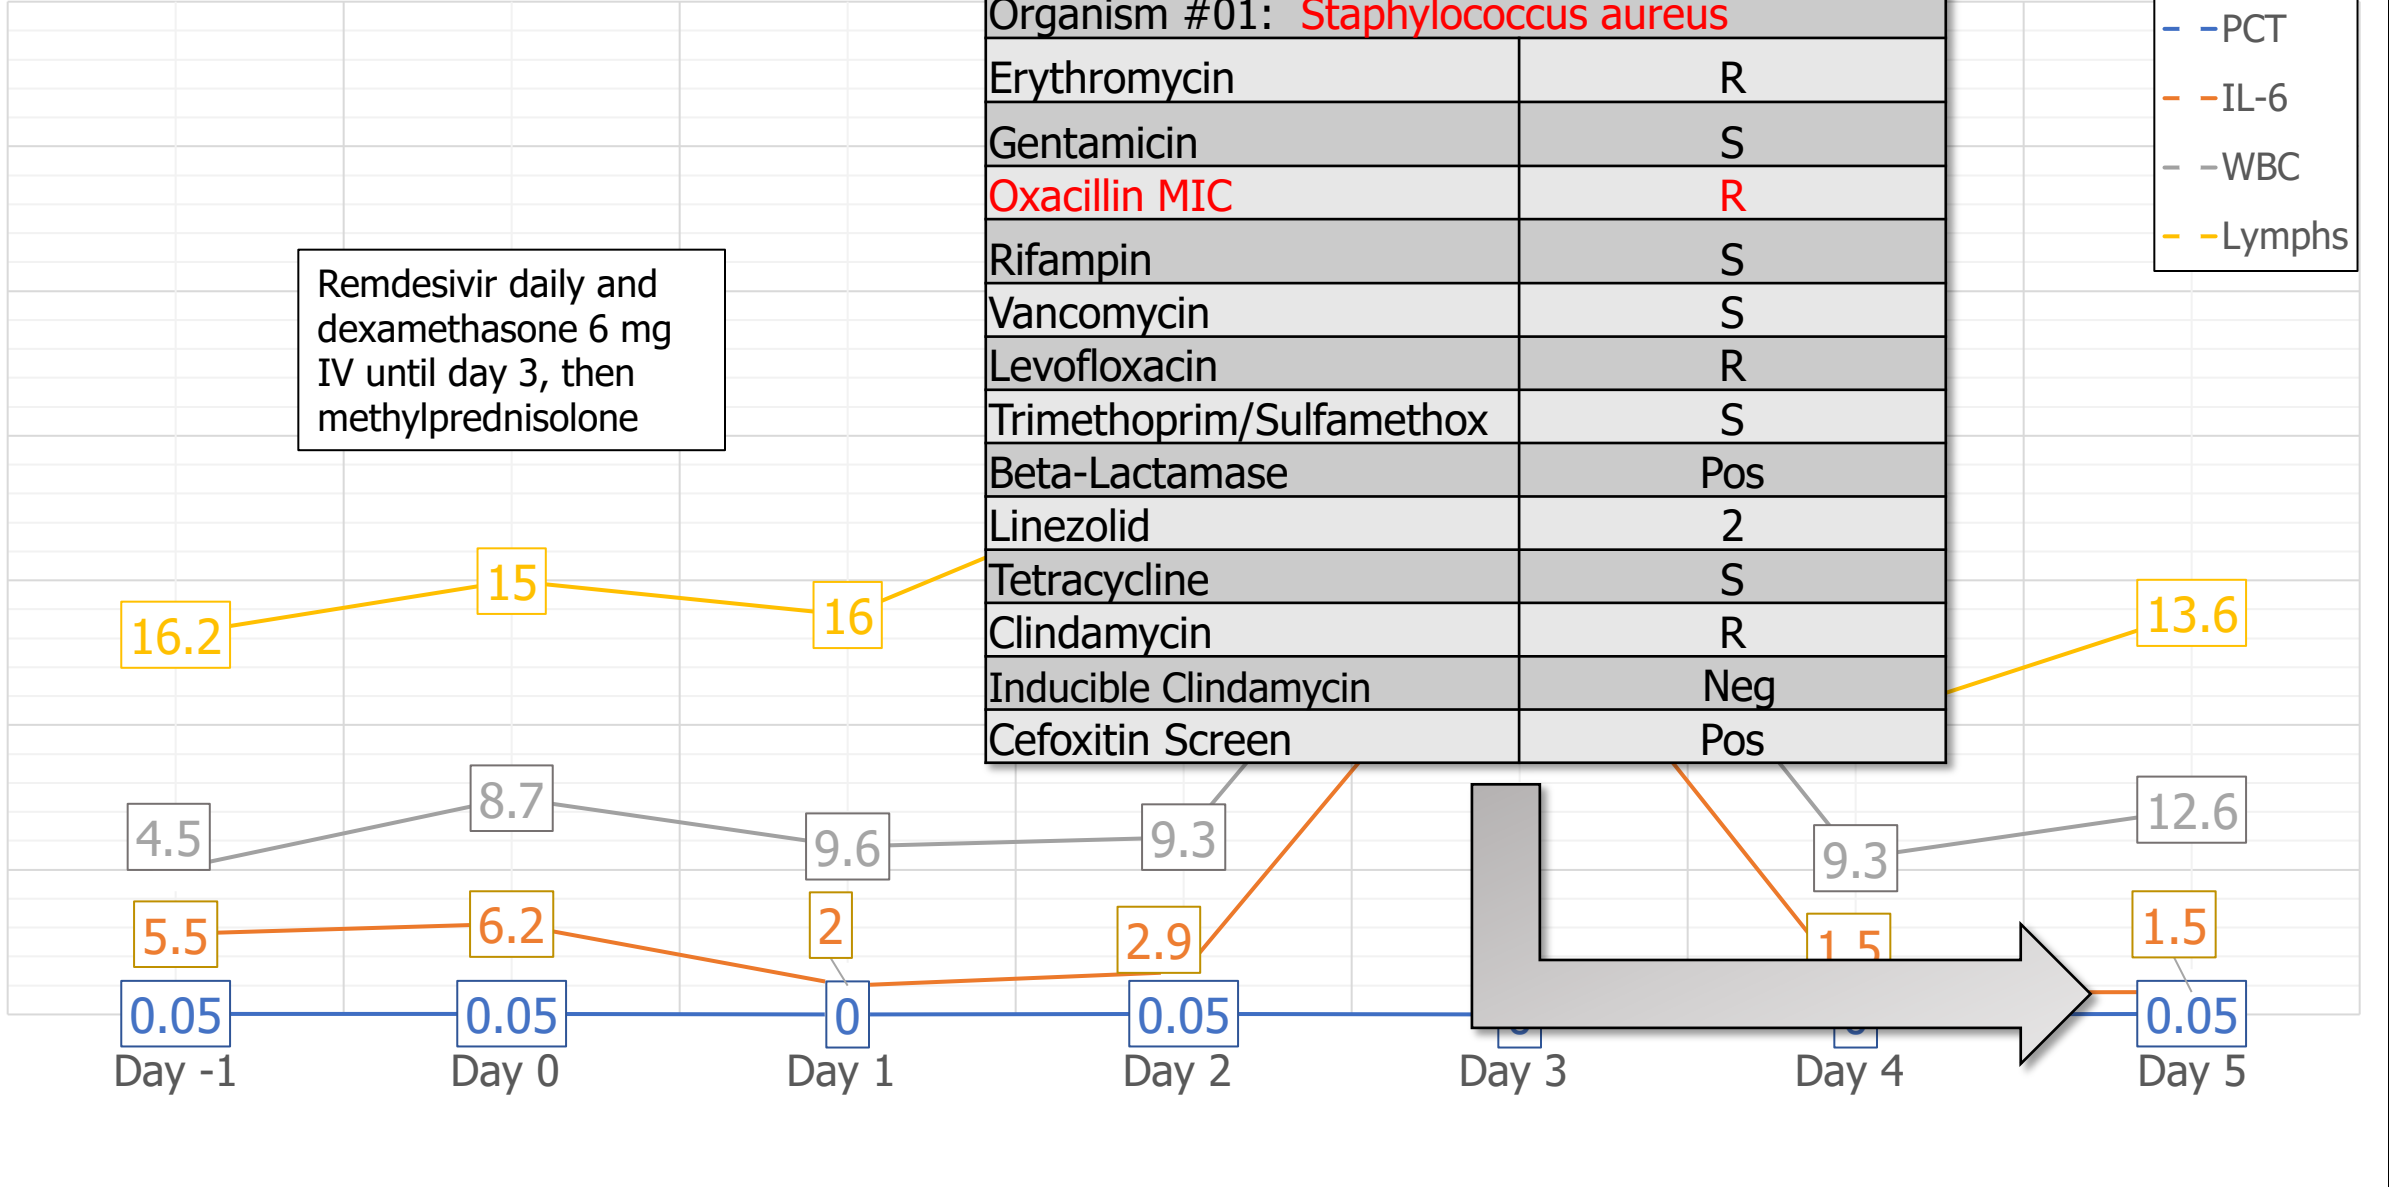 Organism #01: Staphylococcus aureus
Erythromycin R
Gentamicin S
Oxacillin MIC R
Rifampin S
Vancomycin S
Levofloxacin R
Trimethoprim/Sulfamethox S
Beta-Lactamase Pos
Linezolid 2
Tetracycline S
Clindamycin R
Inducible Clindamycin Neg
Cefoxitin Screen Pos
PCT
IL-6
WBC
Lymphs
Remdesivir daily and
dexamethasone 6 mg
IV until day 3, then
methylprednisolone
16.2 15 16 13.6
4.5 8.7 9.6 9.3 9.3 12.6
5.5 6.2 2 2.9 1.5 1.5
0.05 0.05 0 0.05 0.05
Day -1 Day 0 Day 1 Day 2 Day 3 Day 4 Day 5